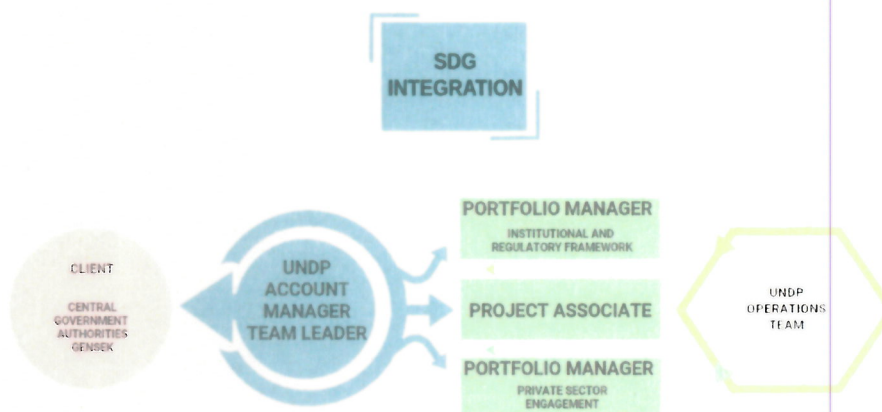 SDG
INTEGRATION
CLIENT
CENTRAL
GOVERNMENT
AUTHORITIES
GENSEK
UNDP
ACCOUNT
MANAGER
TEAM LEADER
PORTFOLIO MANAGER
INSTITUTIONAL AND
REGULATORY FRAMEWORK
PROJECT ASSOCIATE
PORTFOLIO MANAGER
PRIVATE SECTOR
ENGAGEMENT
UNDP
OPERATIONS
TEAM